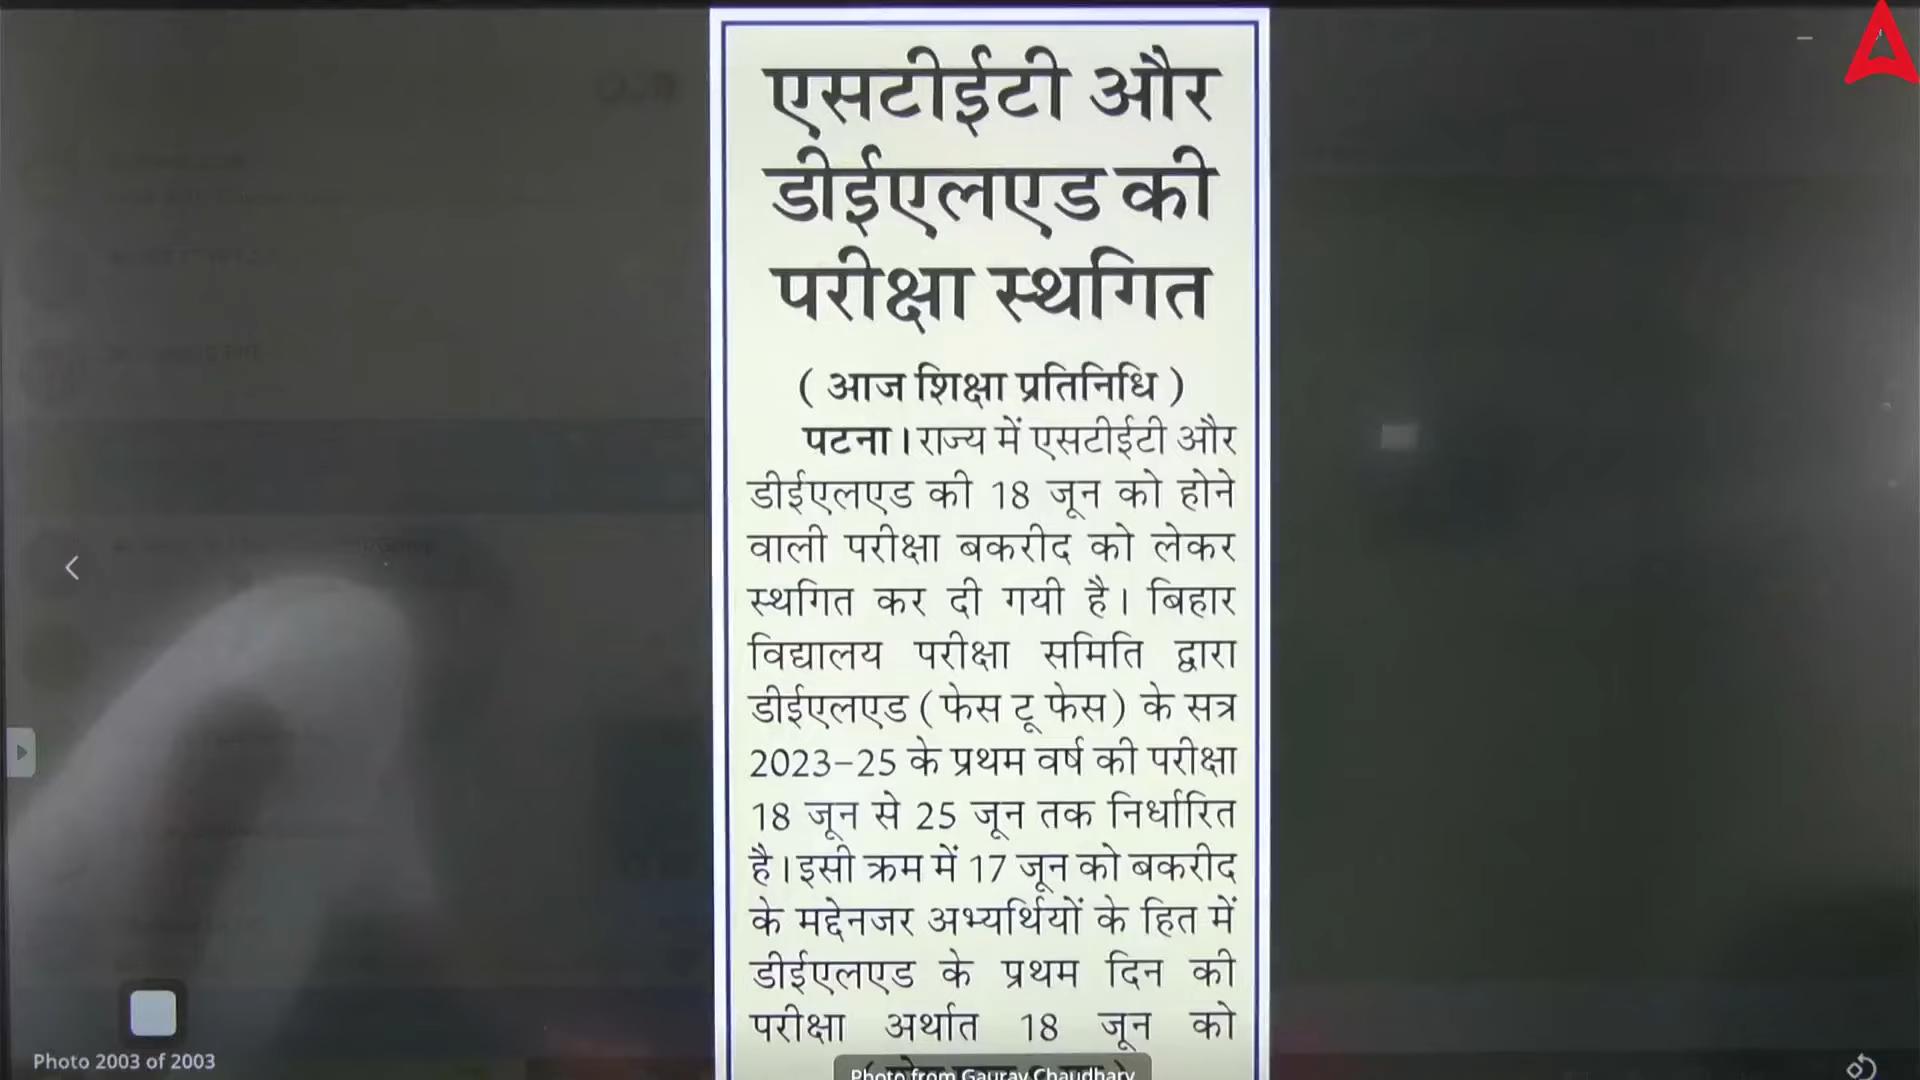 एसटीईटी और
डीईएलएड की
परीक्षा स्थगित
( आज शिक्षा प्रतिनिधि )
पटना। राज्य में एसटीईटी और
डीईएलएड की 18 जून को होने
वाली परीक्षा बकरीद को लेकर
स्थगित कर दी गयी है। बिहार
विद्यालय परीक्षा समिति द्वारा
डीईएलएड ( फेस टू फेस) के सत्र
2023-25 के प्रथम वर्ष की परीक्षा
18 जून से 25 जून तक निर्धारित
है। इसी क्रम में 17 जून को बकरीद
के मद्देनजर अभ्यर्थियों के हित में
डीईएलएड के प्रथम दिन की
परीक्षा अर्थात 18 जून को
Photo 2003 of 2003
Photo from Gaurav Chaudhary